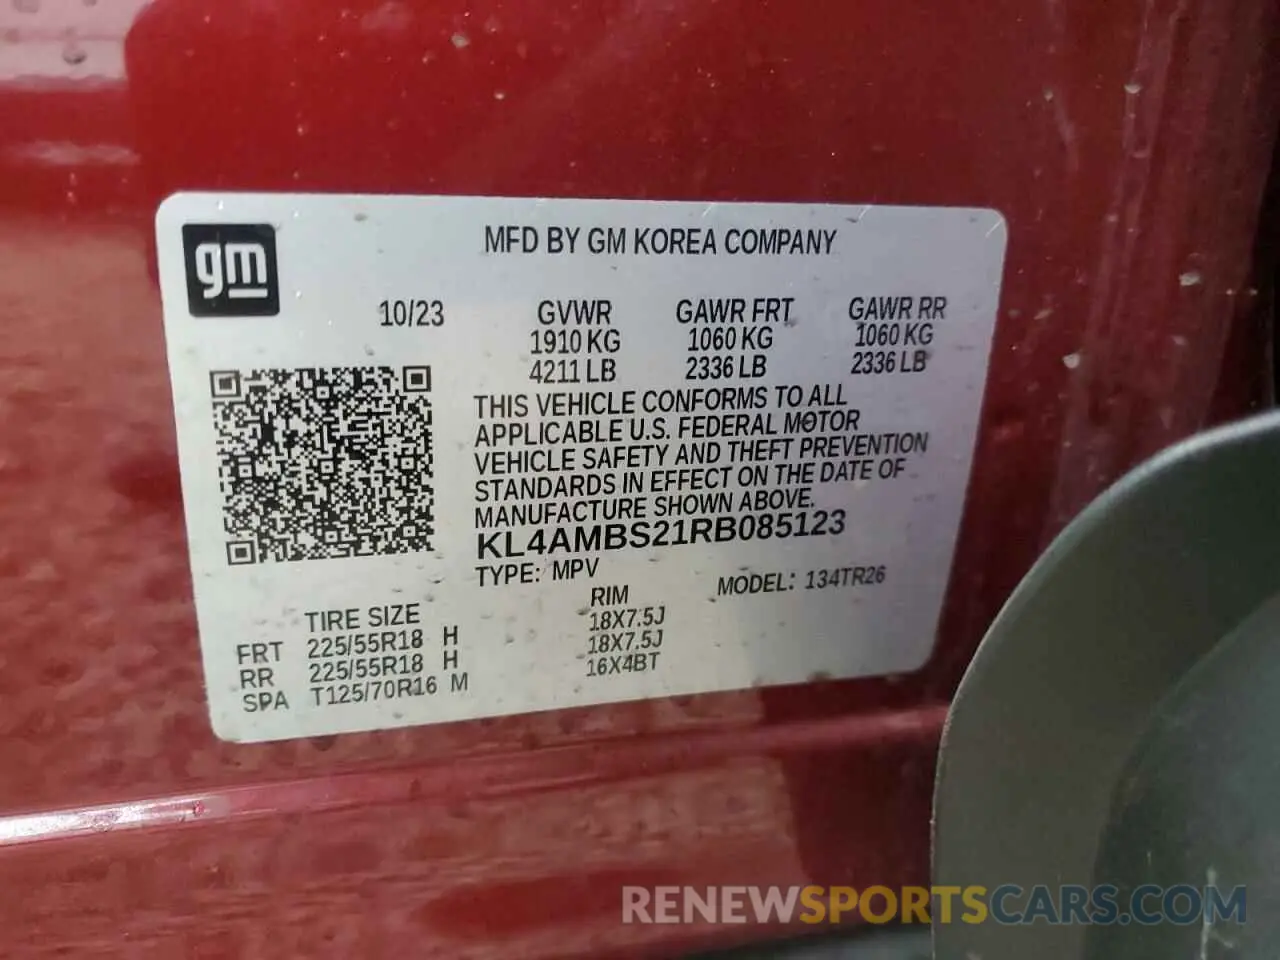 gm
MFD BY GM KOREA COMPANY
10/23 GVWR GAWR FRT GAWR RR
1910 KG 1060 KG 1060 KG
4211 LB 2336 LB 2336 LB
THIS VEHICLE CONFORMS TO ALL
APPLICABLE U.S. FEDERAL MOTOR
VEHICLE SAFETY AND THEFT PREVENTION
STANDARDS IN EFFECT ON THE DATE OF
MANUFACTURE SHOWN ABOVE.
KL4AMBS21RB085123
TYPE: MPV MODEL: 134TR26
TIRE SIZE RIM
FRT 225/55R18 H 18X7.5J
RR 225/55R18 H 18X7.5J
SPA T125/70R16 M 16X4BT
RENEWSPORTSCARS.COM